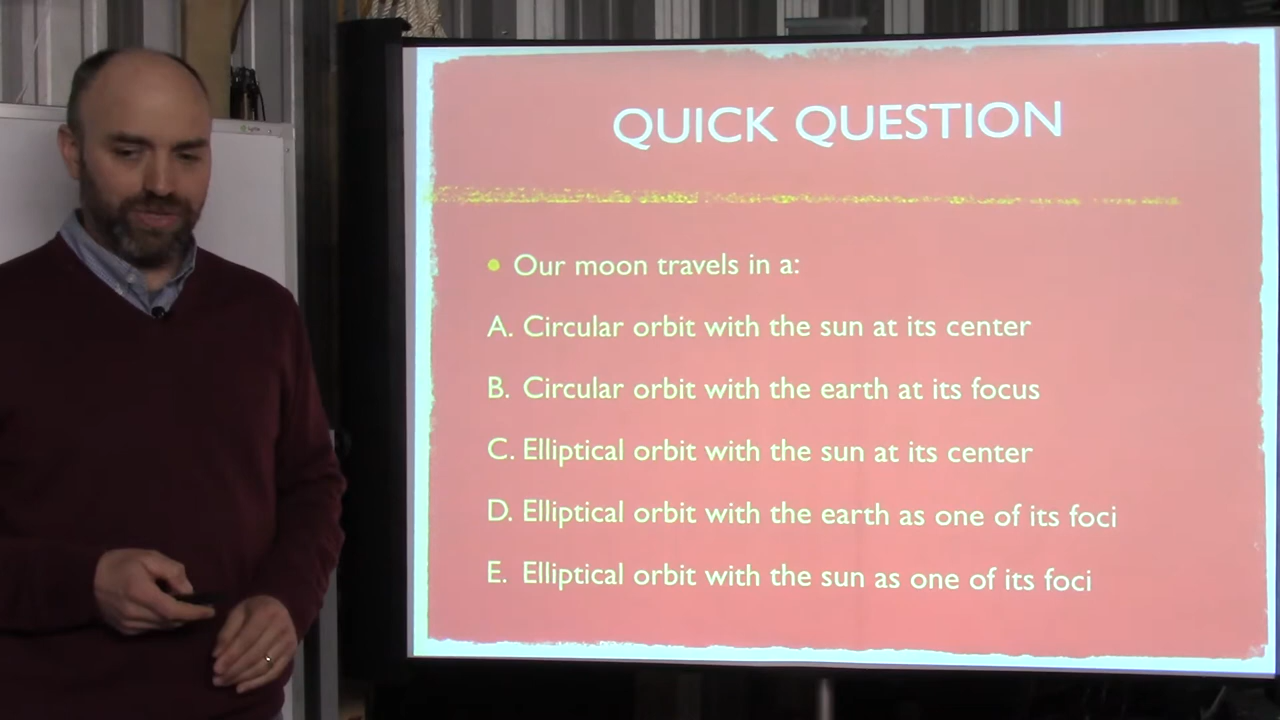 QUICK QUESTION
• Our moon travels in a:
A. Circular orbit with the sun at its center
B. Circular orbit with the earth at its focus
C. Elliptical orbit with the sun at its center
D. Elliptical orbit with the earth as one of its foci
E. Elliptical orbit with the sun as one of its foci